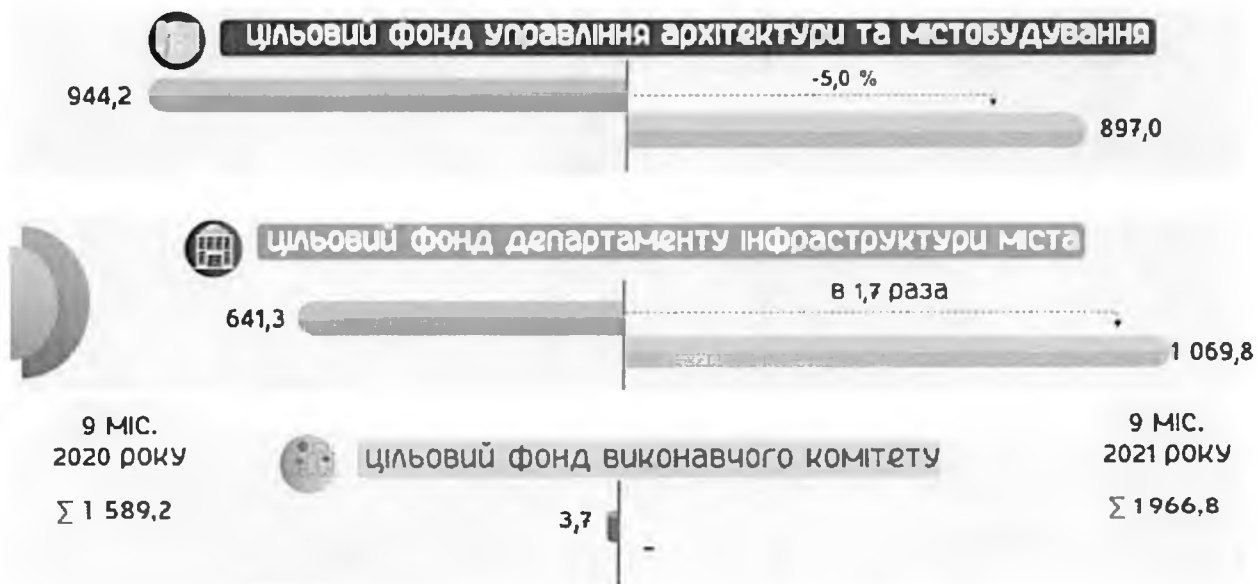 ЦІЛЬОВИЙ ФОНД УПРАВЛІННЯ АРХІТЕКТУРИ ТА МІСТОБУДУВАННЯ
-5,0 %
944,2
897,0
ЦІЛЬОВИЙ ФОНД ДЕПАРТАМЕНТУ ІНФРАСТРУКТУРИ МІСТА
В 1,7 РАЗА
641,3
1 069,8
9 МІС.
2020 РОКУ
∑ 1 589,2
ЦІЛЬОВИЙ ФОНД ВИКОНАВЧОГО КОМІТЕТУ
3,7
-
9 МІС.
2021 РОКУ
∑ 1 966,8